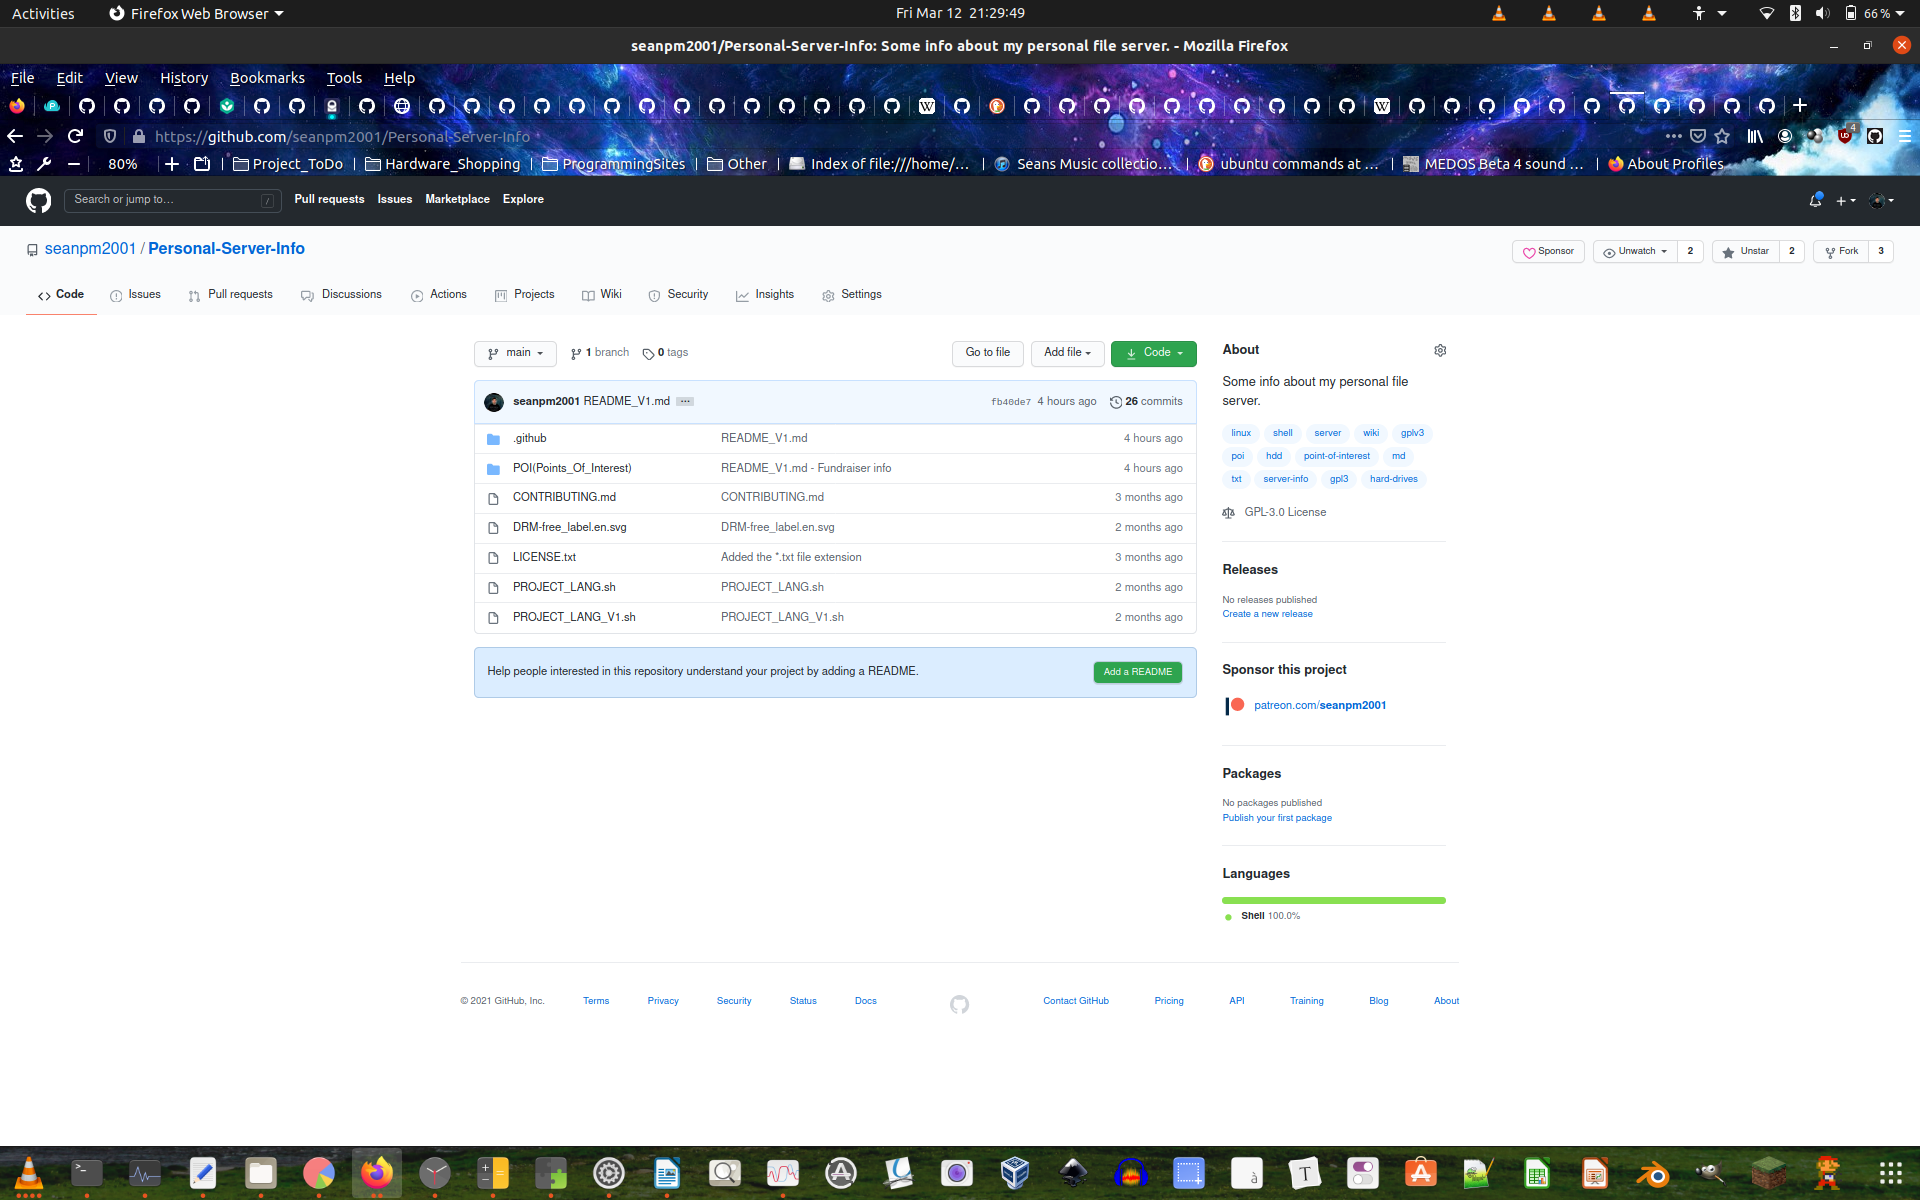 Activities Firefox Web Browser Fri Mar 12 21:29:49 66 %
seanpm2001/Personal-Server-Info: Some info about my personal file server. - Mozilla Firefox
File Edit View History Bookmarks Tools Help
https://github.com/seanpm2001/Personal-Server-Info
80% Project_ToDo Hardware_Shopping ProgrammingSites Other Index of file:///home/... Seans Music collectio... ubuntu commands at ... MEDOS Beta 4 sound ... About Profiles
Search or jump to... / Pull requests Issues Marketplace Explore
seanpm2001 / Personal-Server-Info Sponsor Unwatch 2 Unstar 2 Fork 3
Code Issues Pull requests Discussions Actions Projects Wiki Security Insights Settings
main 1 branch 0 tags Go to file Add file Code
seanpm2001 README_V1.md ... fb40de7 4 hours ago 26 commits
.github README_V1.md 4 hours ago
POI(Points_Of_Interest) README_V1.md - Fundraiser info 4 hours ago
CONTRIBUTING.md CONTRIBUTING.md 3 months ago
DRM-free_label.en.svg DRM-free_label.en.svg 2 months ago
LICENSE.txt Added the *.txt file extension 3 months ago
PROJECT_LANG.sh PROJECT_LANG.sh 2 months ago
PROJECT_LANG_V1.sh PROJECT_LANG_V1.sh 2 months ago
Help people interested in this repository understand your project by adding a README. Add a README
About
Some info about my personal file
server.
linux shell server wiki gplv3
poi hdd point-of-interest md
txt server-info gpl3 hard-drives
GPL-3.0 License
Releases
No releases published
Create a new release
Sponsor this project
patreon.com/seanpm2001
Packages
No packages published
Publish your first package
Languages
Shell 100.0%
© 2021 GitHub, Inc. Terms Privacy Security Status Docs Contact GitHub Pricing API Training Blog About